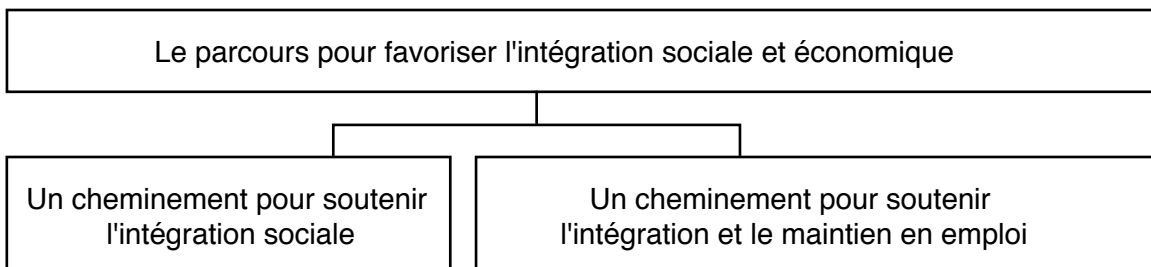 Le parcours pour favoriser l'intégration sociale et économique
Un cheminement pour soutenir
l'intégration sociale
Un cheminement pour soutenir
l'intégration et le maintien en emploi